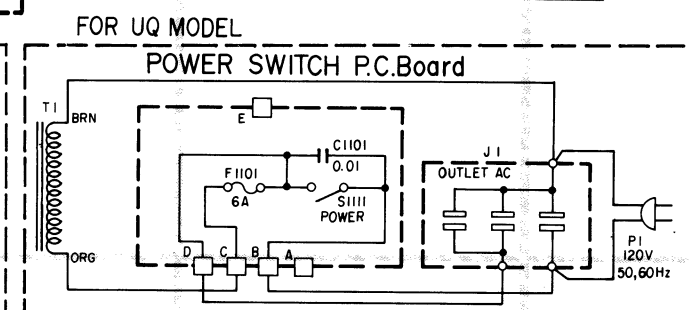 FOR UQ MODEL
POWER SWITCH P.C.Board
T1
BRN
E
C1101
0.01
J1
OUTLET AC
F1101
6A
S1111
POWER
D
C
B
A
ORG
P1
120V
50,60Hz